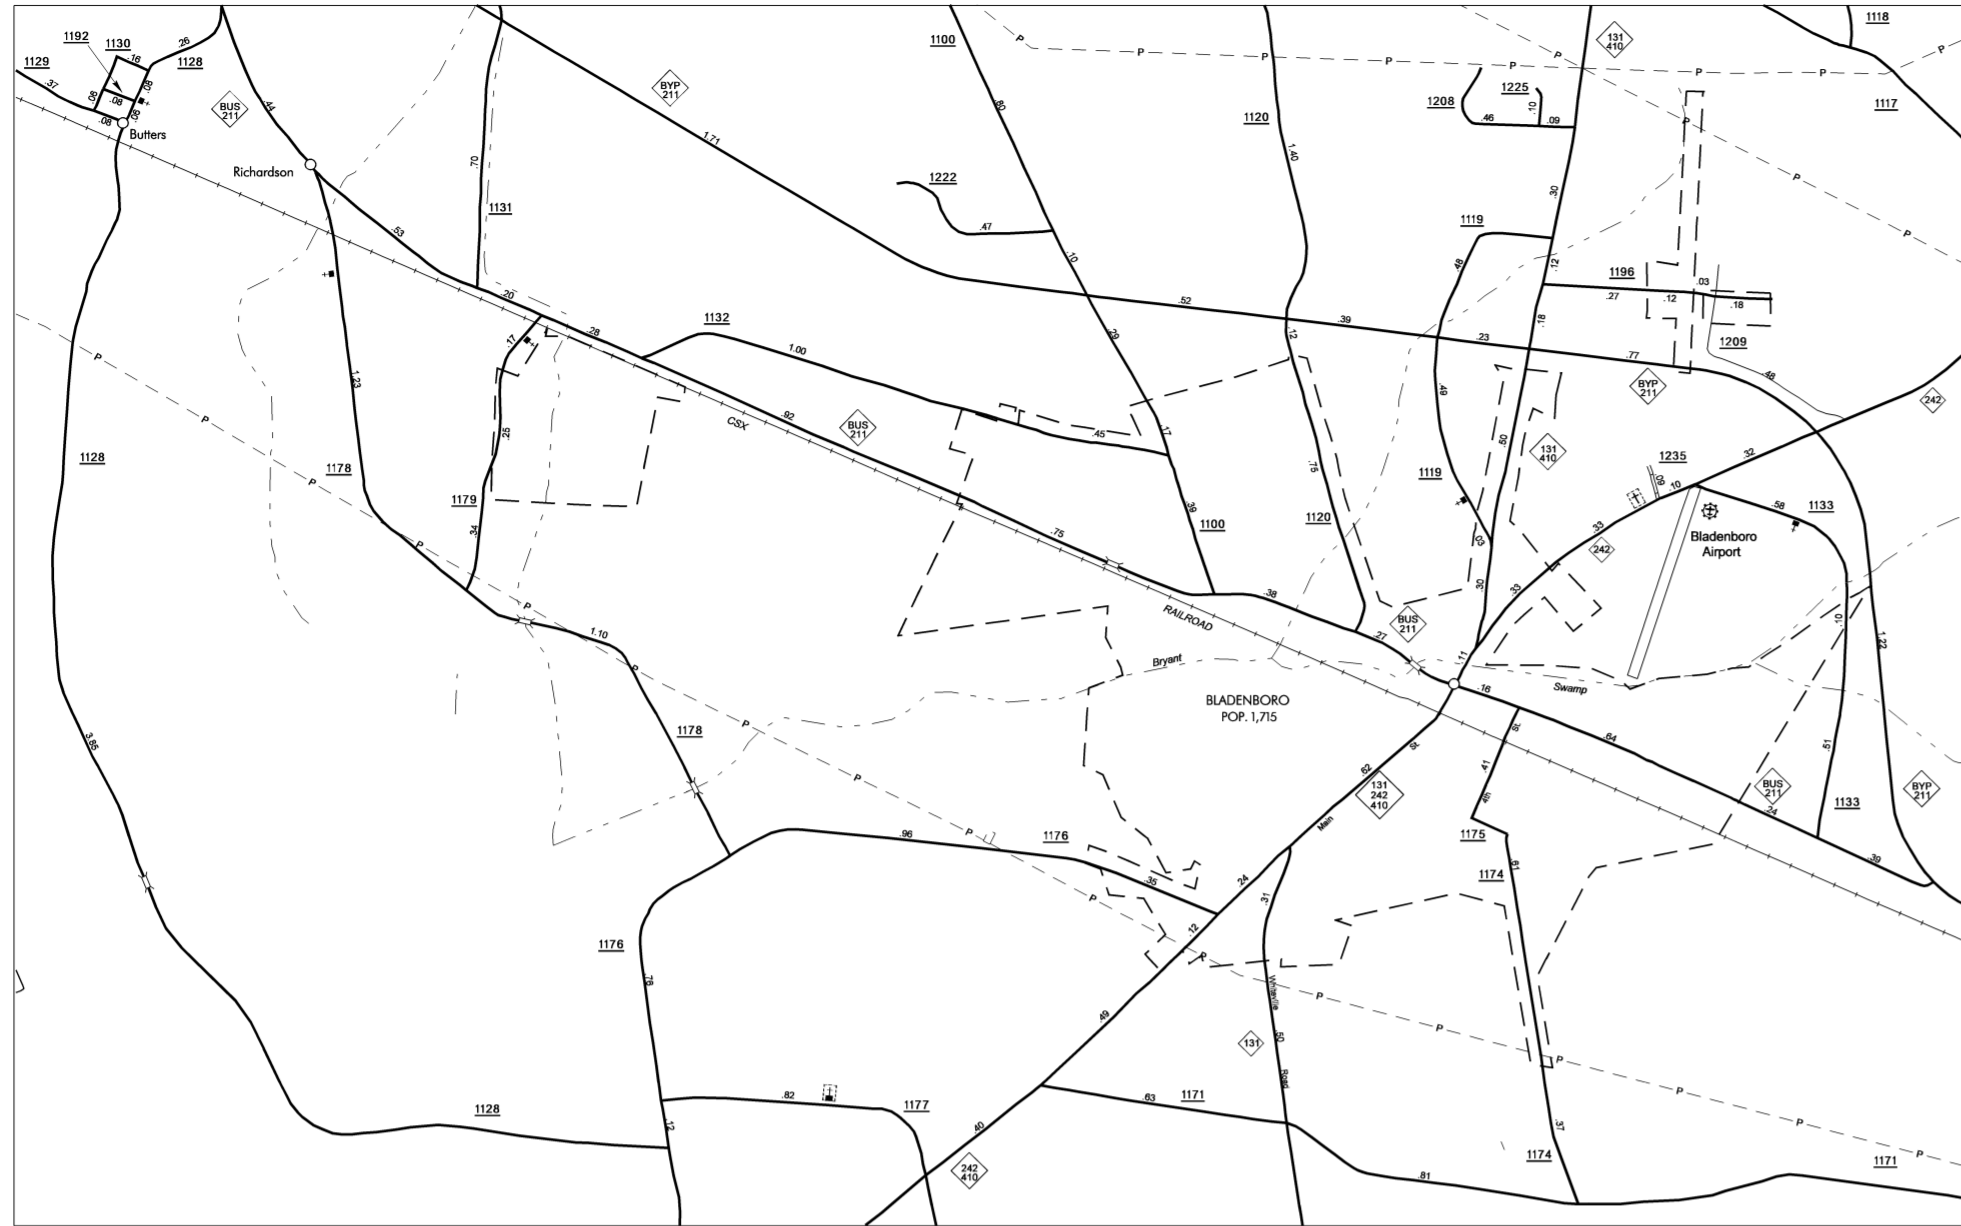 1192
1130
.26
1118
1129
.16
1128
1100
131
410
P
P
P
P
P
P
P
P
.37
.06
.08
.08
.08
.06
Butters
BUS
211
.44
BYP
211
.80
1120
1208
1225
.10
1117
.46
.09
P
1.71
1.40
Richardson
.70
1222
P
.30
1131
.47
1119
P
.53
.10
.48
.12
1196
.03
.27
.12
.18
.20
.52
.28
1132
.29
.12
.39
.18
.23
1209
P
.17
1.00
.77
.48
1.23
BYP
211
.49
242
P
.92
BUS
211
CSX
.25
.45
.17
.50
131
410
.32
1128
1178
.75
1119
1235
.09
.10
1179
.39
.58
1133
1100
1120
.33
.34
.75
.03
242
Bladenboro
Airport
P
.38
.30
.33
P
RAILROAD
BUS
211
.10
1.10
.27
1.22
P
Bryant
.11
Swamp
.16
BLADENBORO
POP. 1,715
P
1178
St.
.64
.51
3.85
St
.41
P
.62
131
242
410
4th
BUS
211
BYP
211
.24
1133
Main
.96
P
1176
1175
.61
.39
.24
.35
1174
.31
P
1176
.12
P
.76
Whiteville
P
.49
.50
P
131
P
Road
P
.82
1128
1177
.63
1171
P
.12
.40
.37
1174
P
1171
242
410
.81